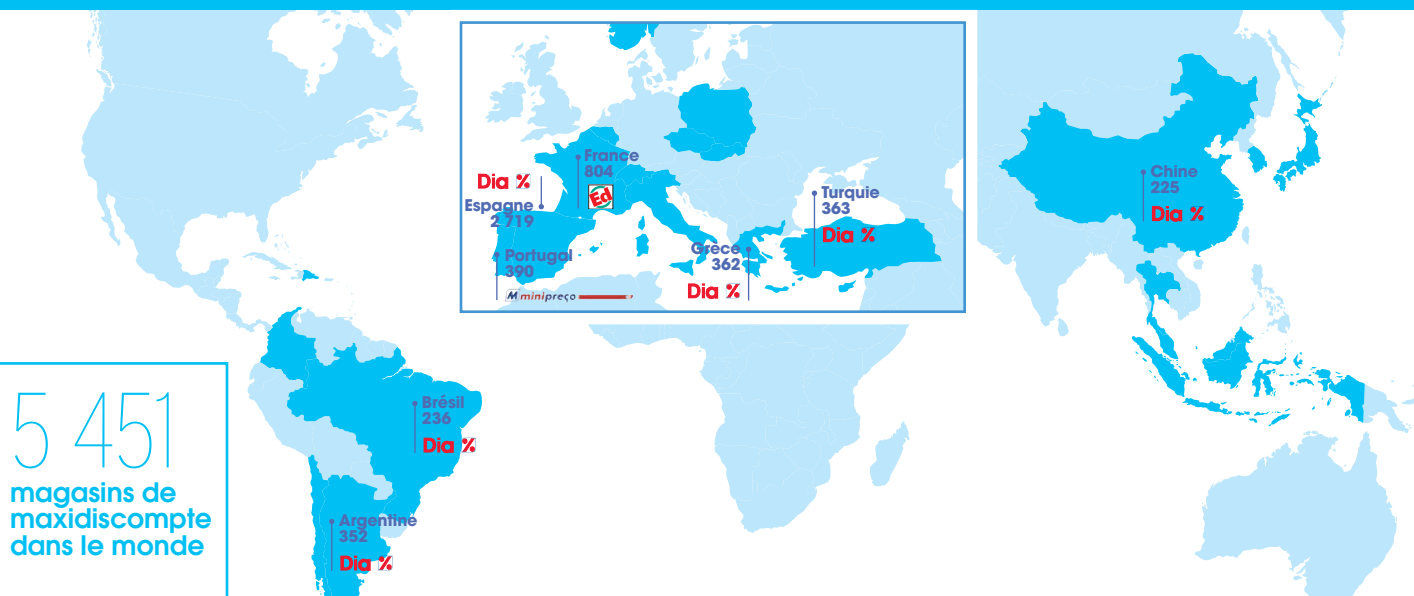 France
804
Ed
Dia %
Espagne
2 719
Portugal
390
M minipreço
Grece
362
Dia %
Turquie
363
Dia %
Chine
225
Dia %
Brésil
236
Dia %
Argentine
352
Dia %
5 451
magasins de
maxidiscompte
dans le monde